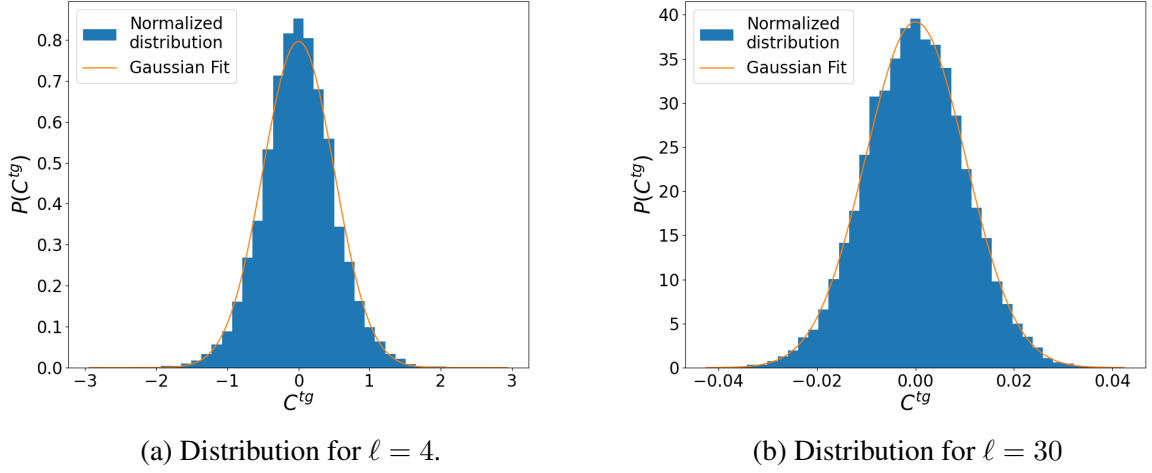 Normalized
distribution
Gaussian Fit
0.8
0.7
0.6
0.5
0.4
0.3
0.2
0.1
0.0
P(C^{tg})
−3
−2
−1
0
1
2
3
C^{tg}
(a) Distribution for ℓ = 4.
Normalized
distribution
Gaussian Fit
40
35
30
25
20
15
10
5
0
P(C^{tg})
−0.04
−0.02
0.00
0.02
0.04
C^{tg}
(b) Distribution for ℓ = 30